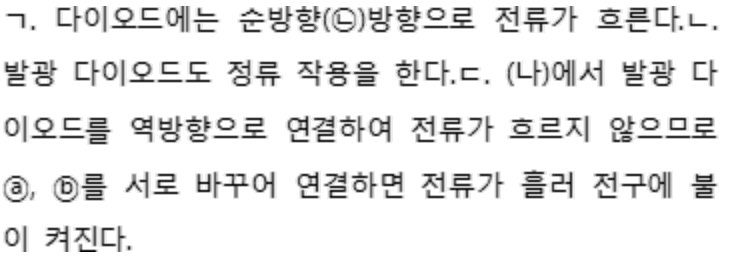 ㄱ. 다이오드에는 순방향(㉡)방향으로 전류가 흐른다.ㄴ.
발광 다이오드도 정류 작용을 한다.ㄷ. (나)에서 발광 다
이오드를 역방향으로 연결하여 전류가 흐르지 않으므로
ⓐ, ⓑ를 서로 바꾸어 연결하면 전류가 흘러 전구에 불
이 켜진다.